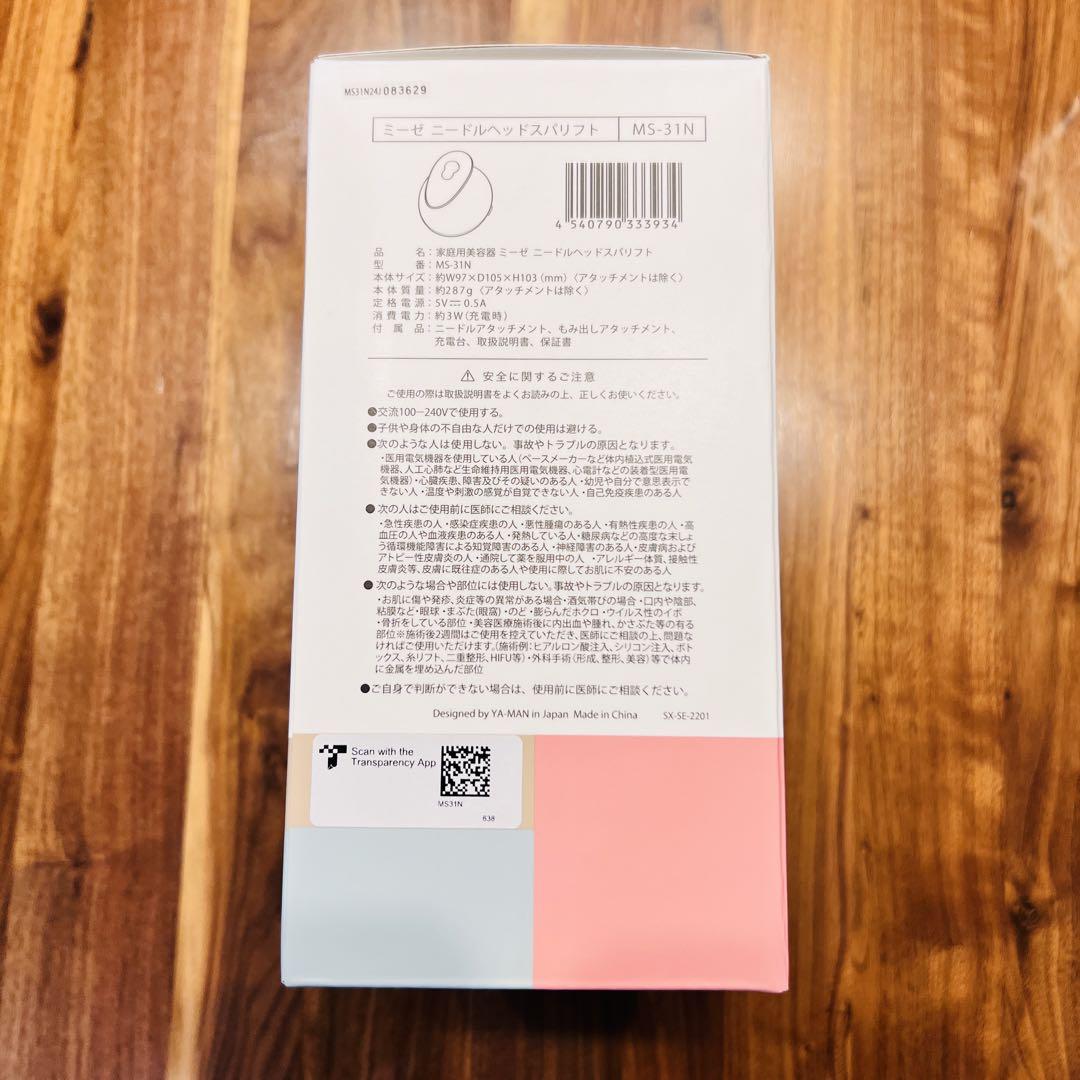 MS31N24J083629
ミーゼ ニードルヘッドスパリフト MS-31N
4 540790 333934
品名：家庭用美容器 ミーゼ ニードルヘッドスパリフト
型番：MS-31N
本体サイズ：約W97×D105×H103（mm）〈アタッチメントは除く〉
本体質量：約287g〈アタッチメントは除く〉
定格電源：5V⎓0.5A
消費電力：約3W（充電時）
付属品：ニードルアタッチメント、もみ出しアタッチメント、
充電台、取扱説明書、保証書
⚠ 安全に関するご注意
ご使用の際は取扱説明書をよくお読みの上、正しくお使いください。
●交流100－240Vで使用する。
●子供や身体の不自由な人だけでの使用は避ける。
●次のような人は使用しない。事故やトラブルの原因となります。
・医用電気機器を使用している人（ペースメーカーなど体内植込式医用電気
機器、人工心肺など生命維持用医用電気機器、心電計などの装着型医用電
気機器）・心臓疾患、障害及びその疑いのある人・幼児や自分で意思表示で
きない人・温度や刺激の感覚が自覚できない人・自己免疫疾患のある人
●次の人はご使用前に医師にご相談ください。
・急性疾患の人・感染症疾患の人・悪性腫瘍のある人・有熱性疾患の人・高
血圧の人や血液疾患のある人・発熱している人・糖尿病などの高度な末しょ
う循環機能障害による知覚障害のある人・神経障害のある人・皮膚病および
アトピー性皮膚炎の人・通院して薬を服用中の人・アレルギー体質、接触性
皮膚炎等、皮膚に既往症のある人や使用に際してお肌に不安のある人
●次のような場合や部位には使用しない。事故やトラブルの原因となります。
・お肌に傷や発疹、炎症等の異常がある場合・酒気帯びの場合・口内や陰部、
粘膜など・眼球・まぶた（眼窩）・のど・膨らんだホクロ・ウイルス性のイボ
・骨折をしている部位・美容医療施術後に内出血や腫れ、かさぶた等の有る
部位※施術後2週間はご使用を控えていただき、医師にご相談の上、問題な
ければご使用いただけます。（施術例：ヒアルロン酸注入、シリコン注入、ボト
ックス、糸リフト、二重整形、HIFU等）・外科手術（形成、整形、美容）等で体内
に金属を埋め込んだ部位
●ご自身で判断ができない場合は、使用前に医師にご相談ください。
Designed by YA-MAN in Japan Made in China SX-SE-2201
Scan with the
Transparency App
MS31N
638